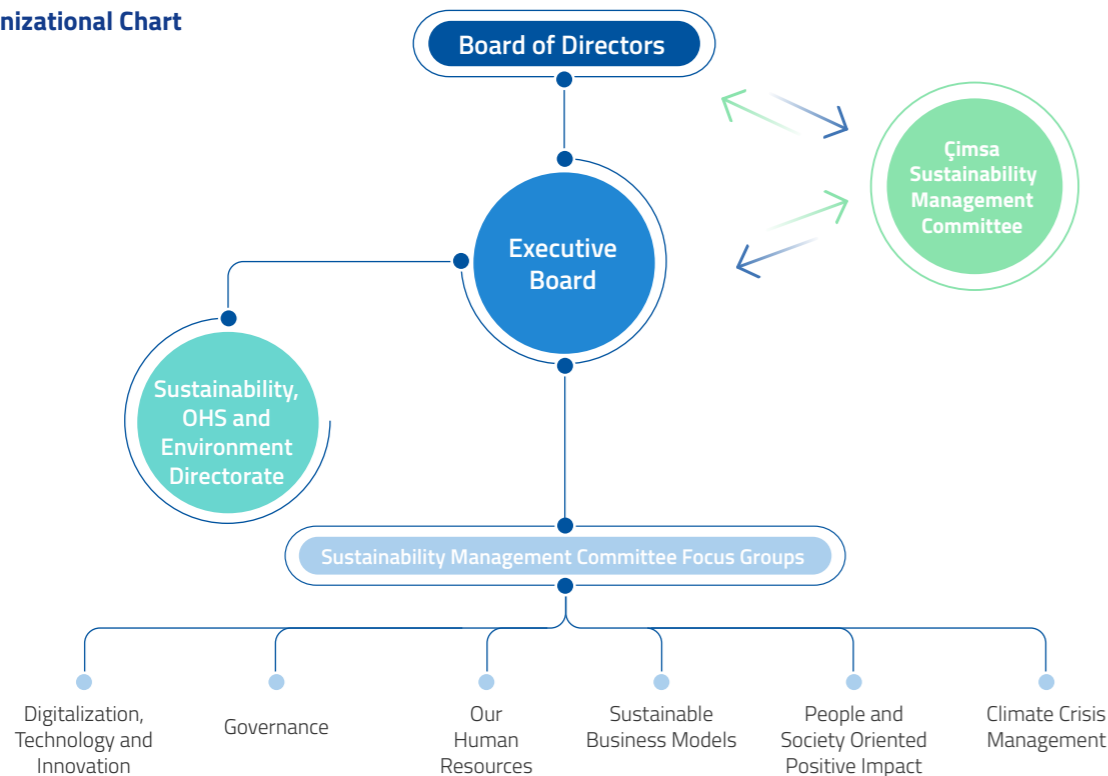 nizational Chart
Board of Directors
Çimsa
Sustainability
Management
Committee
Executive
Board
Sustainability,
OHS and
Environment
Directorate
Sustainability Management Committee Focus Groups
Digitalization,
Technology and
Innovation
Governance
Our
Human
Resources
Sustainable
Business Models
People and
Society Oriented
Positive Impact
Climate Crisis
Management